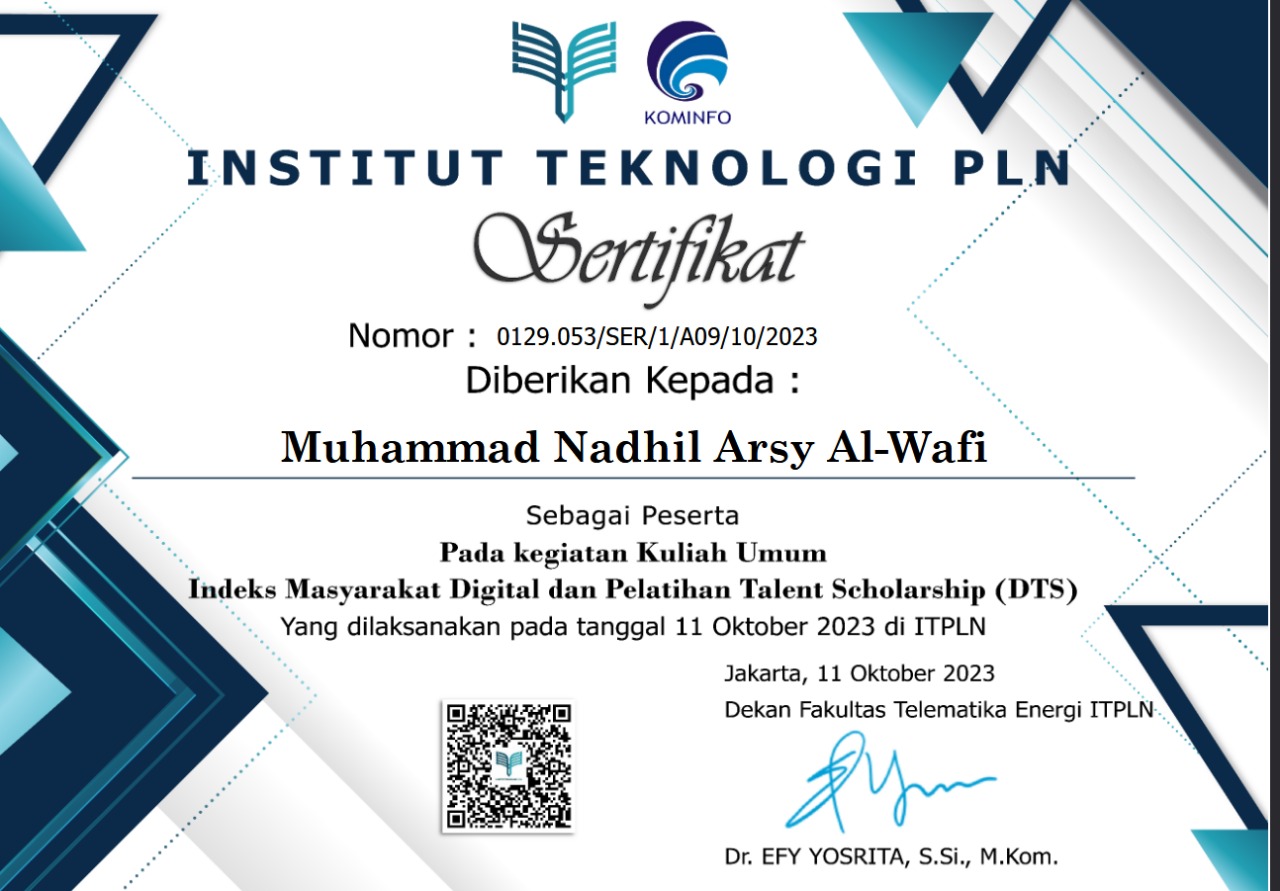 KOMINFO
INSTITUT TEKNOLOGI PLN
Sertifikat
Nomor : 0129.053/SER/1/A09/10/2023
Diberikan Kepada :
Muhammad Nadhil Arsy Al-Wafi
Sebagai Peserta
Pada kegiatan Kuliah Umum
Indeks Masyarakat Digital dan Pelatihan Talent Scholarship (DTS)
Yang dilaksanakan pada tanggal 11 Oktober 2023 di ITPLN
Jakarta, 11 Oktober 2023
Dekan Fakultas Telematika Energi ITPLN
Dr. EFY YOSRITA, S.Si., M.Kom.